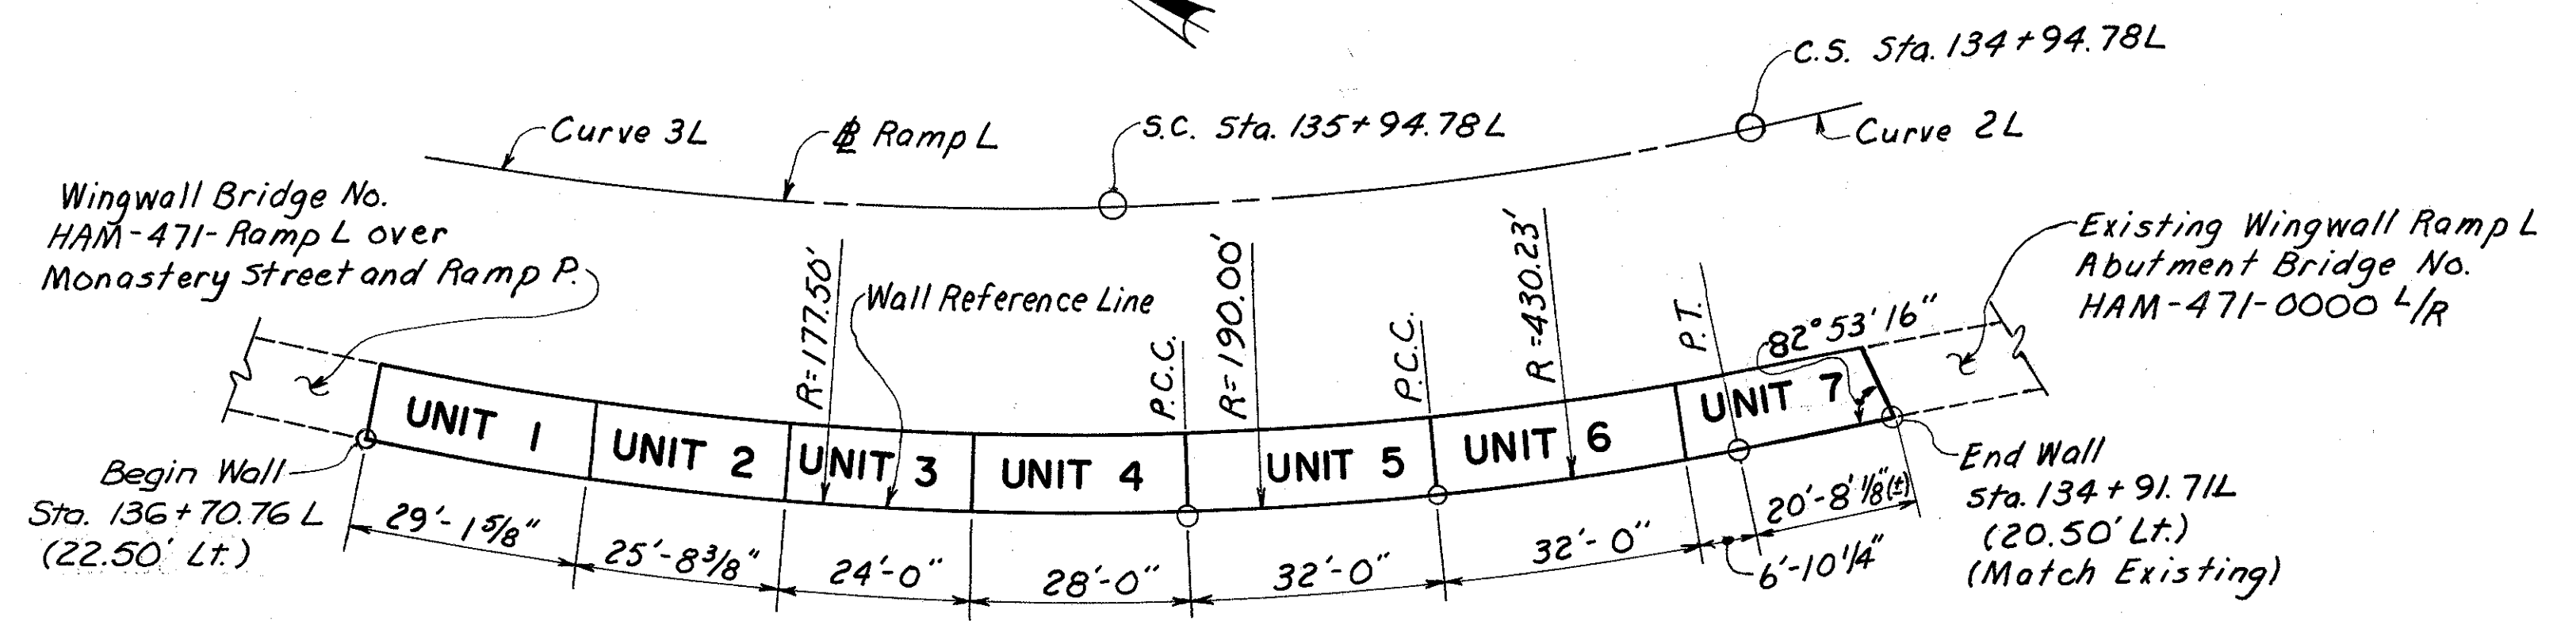 C.S. Sta. 134+94.78L
Curve 3L
℄ Ramp L
S.C. Sta. 135+94.78L
Curve 2L
Wingwall Bridge No.
HAM-471-Ramp L over
Monastery Street and Ramp P.
R=177.50'
Wall Reference Line
P.C.C.
R=190.00'
P.C.C.
R=430.23'
P.T.
82°53'16"
Existing Wingwall Ramp L
Abutment Bridge No.
HAM-471-0000 L/R
UNIT 1
UNIT 2
UNIT 3
UNIT 4
UNIT 5
UNIT 6
UNIT 7
Begin Wall
Sta. 136+70.76 L
(22.50' Lt.)
29'-1 5/8"
25'-8 3/8"
24'-0"
28'-0"
32'-0"
32'-0"
6'-10 1/4"
20'-8' 1/8"(±)
End Wall
Sta. 134+91.71L
(20.50' Lt.)
(Match Existing)